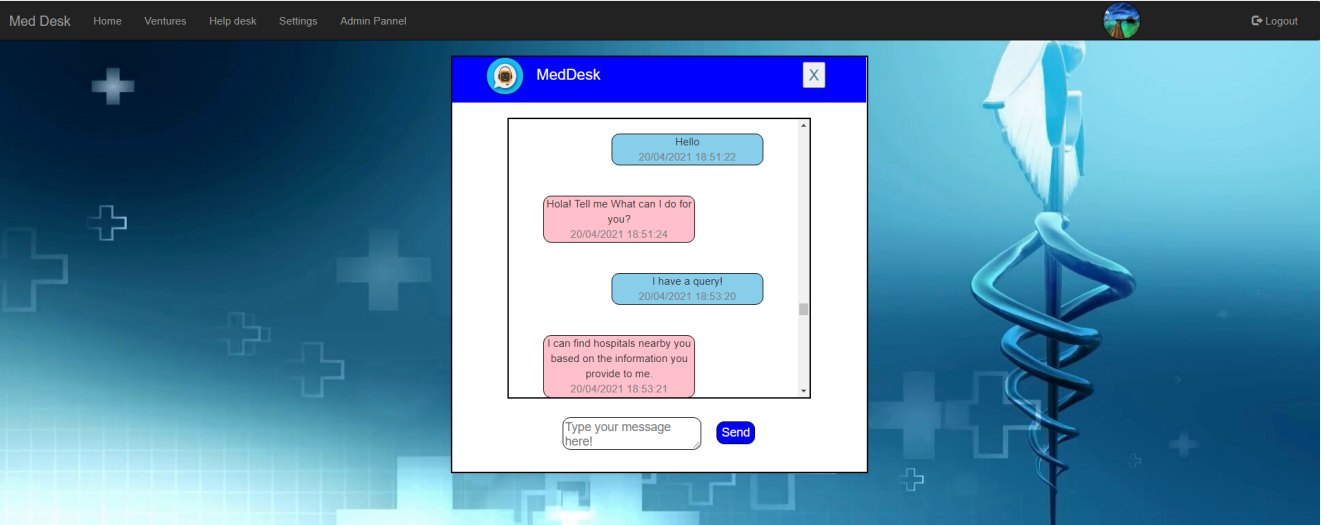 Med Desk Home Ventures Help desk Settings Admin Pannel Logout
MedDesk X
Hello
20/04/2021 18:51:22
Hola! Tell me What can I do for
you?
20/04/2021 18:51:24
I have a query!
20/04/2021 18:53:20
I can find hospitals nearby you
based on the information you
provide to me.
20/04/2021 18:53:21
Type your message
here!
Send